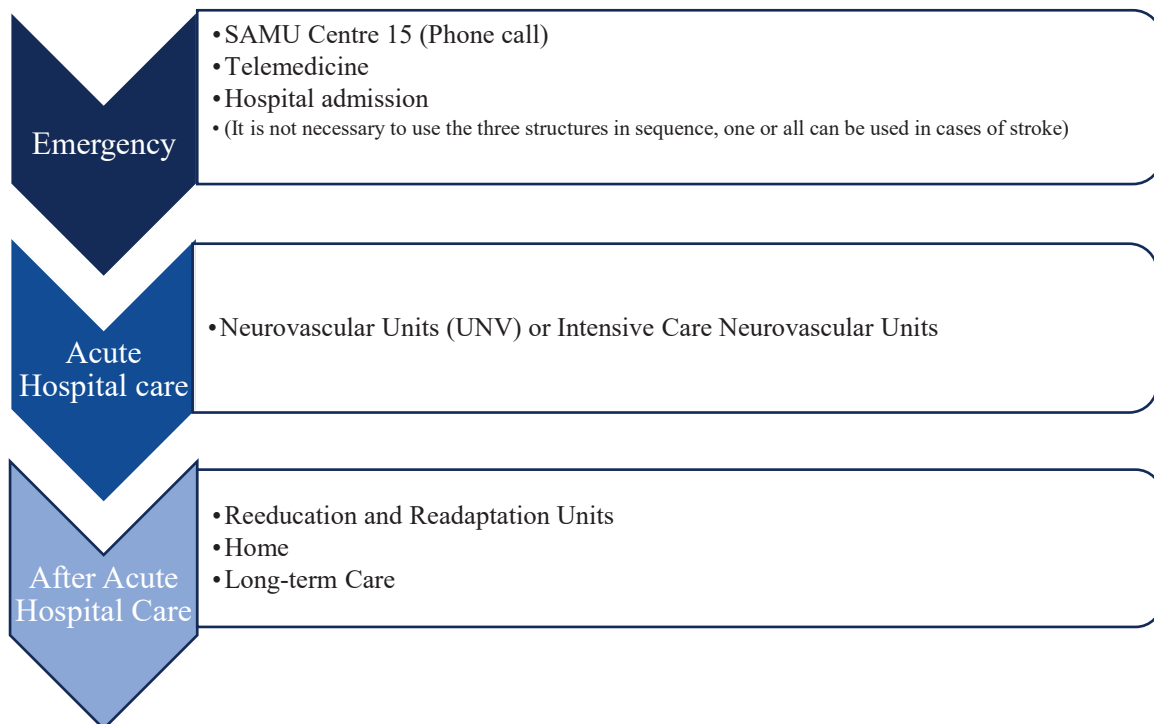 Emergency
•SAMU Centre 15 (Phone call)
•Telemedicine
•Hospital admission
•(It is not necessary to use the three structures in sequence, one or all can be used in cases of stroke)
Acute
Hospital care
•Neurovascular Units (UNV) or Intensive Care Neurovascular Units
After Acute
Hospital Care
•Reeducation and Readaptation Units
•Home
•Long-term Care